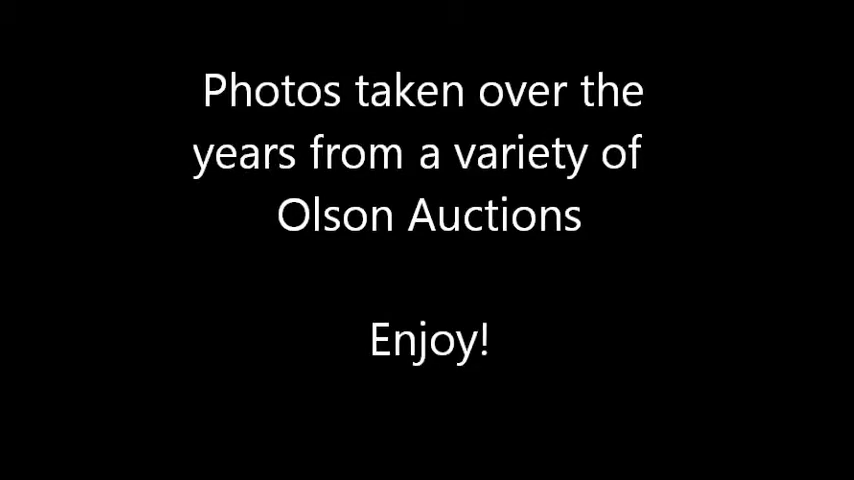 Photos taken over the
years from a variety of
Olson Auctions
Enjoy!